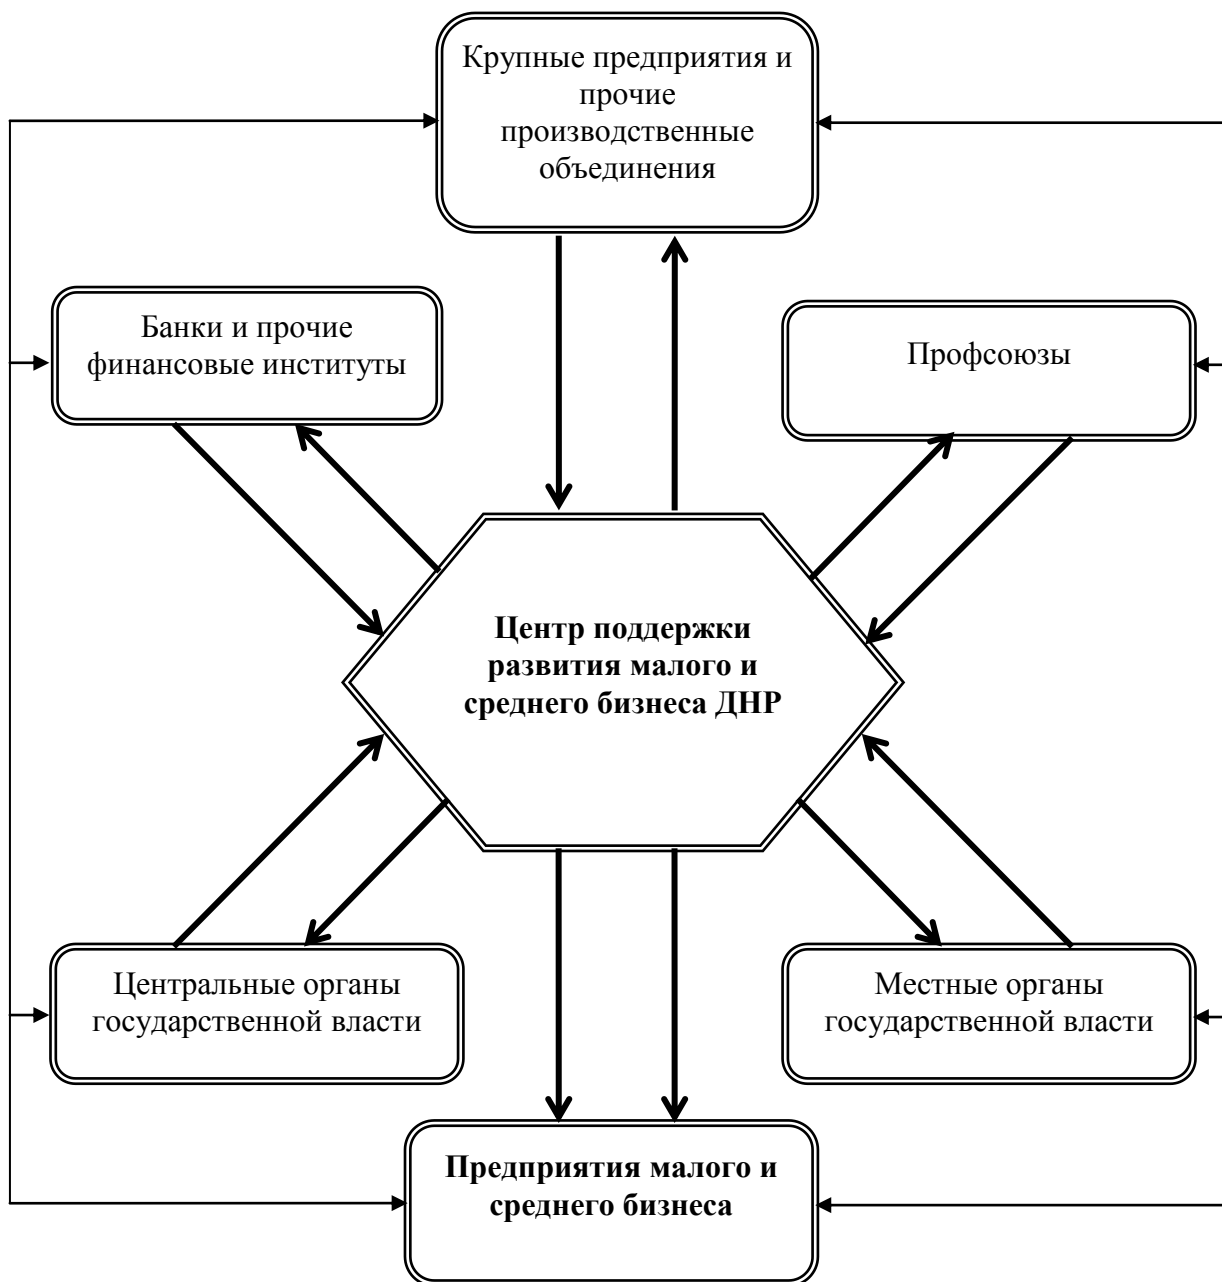 Крупные предприятия и
прочие
производственные
объединения
Банки и прочие
финансовые институты
Профсоюзы
Центр поддержки
развития малого и
среднего бизнеса ДНР
Центральные органы
государственной власти
Местные органы
государственной власти
Предприятия малого и
среднего бизнеса